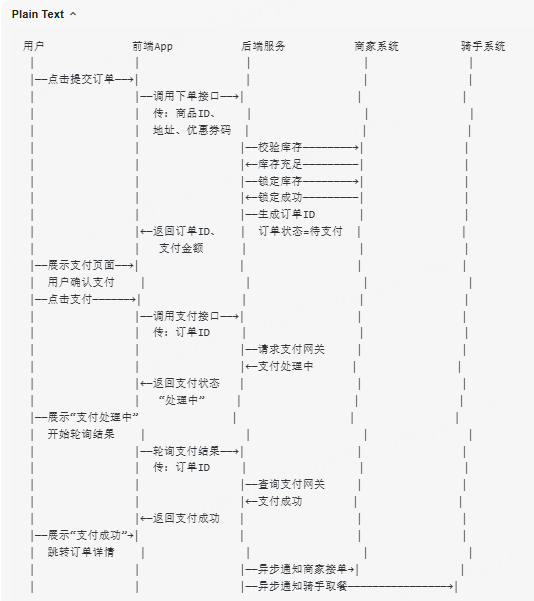 Plain Text
用户 前端App 后端服务 商家系统 骑手系统
| | | | |
|——点击提交订单——→| | | |
| |——调用下单接口——→| | |
| | 传：商品ID、 | | |
| | 地址、优惠券码 | | |
| | |——校验库存————————→| |
| | |←—库存充足————————| |
| | |——锁定库存————————→| |
| | |←—锁定成功————————| |
| | |——生成订单ID | |
| |←—返回订单ID、 | 订单状态=待支付 | |
| | 支付金额 | | |
|——展示支付页面——→| | | |
| 用户确认支付 | | | |
|——点击支付——————→| | | |
| |——调用支付接口——→| | |
| | 传：订单ID | | |
| | |——请求支付网关 | |
| | |←—支付处理中 | |
| |←—返回支付状态 | | |
| | “处理中” | | |
|——展示“支付处理中” | | |
| 开始轮询结果 | | | |
| |——轮询支付结果——→| | |
| | 传：订单ID | | |
| | |——查询支付网关 | |
| | |←—支付成功 | |
| |←—返回支付成功 | | |
|——展示“支付成功”→| | | |
| 跳转订单详情 | | | |
| | |——异步通知商家接单→| |
| | |——异步通知骑手取餐————————————————→|